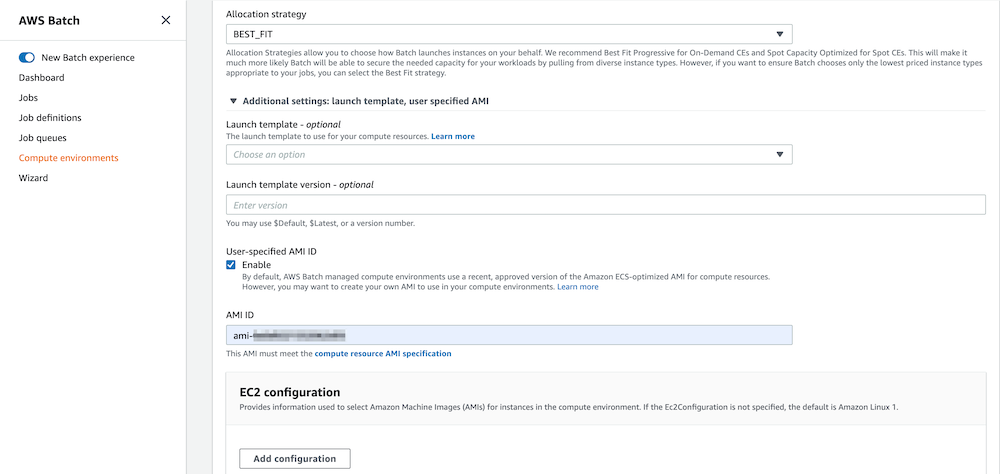 AWS Batch
New Batch experience
Dashboard
Jobs
Job definitions
Job queues
Compute environments
Wizard
Allocation strategy
BEST_FIT
Allocation Strategies allow you to choose how Batch launches instances on your behalf. We recommend Best Fit Progressive for On-Demand CEs and Spot Capacity Optimized for Spot CEs. This will make it
much more likely Batch will be able to secure the needed capacity for your workloads by pulling from diverse instance types. However, if you want to ensure Batch chooses only the lowest priced instance types
appropriate to your jobs, you can select the Best Fit strategy.
Additional settings: launch template, user specified AMI
Launch template - optional
The launch template to use for your compute resources. Learn more
Choose an option
Launch template version - optional
Enter version
You may use $Default, $Latest, or a version number.
User-specified AMI ID
Enable
By default, AWS Batch managed compute environments use a recent, approved version of the Amazon ECS-optimized AMI for compute resources.
However, you may want to create your own AMI to use in your compute environments. Learn more
AMI ID
ami-
This AMI must meet the compute resource AMI specification
EC2 configuration
Provides information used to select Amazon Machine Images (AMIs) for instances in the compute environment. If the Ec2Configuration is not specified, the default is Amazon Linux 1.
Add configuration